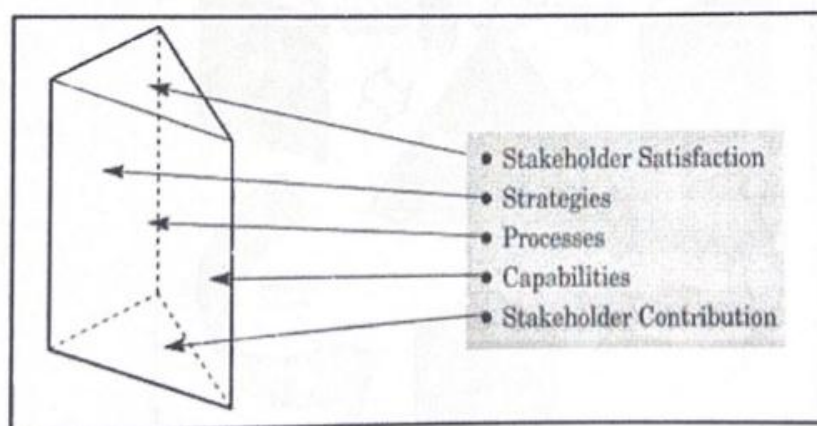 • Stakeholder Satisfaction
• Strategies
• Processes
• Capabilities
• Stakeholder Contribution